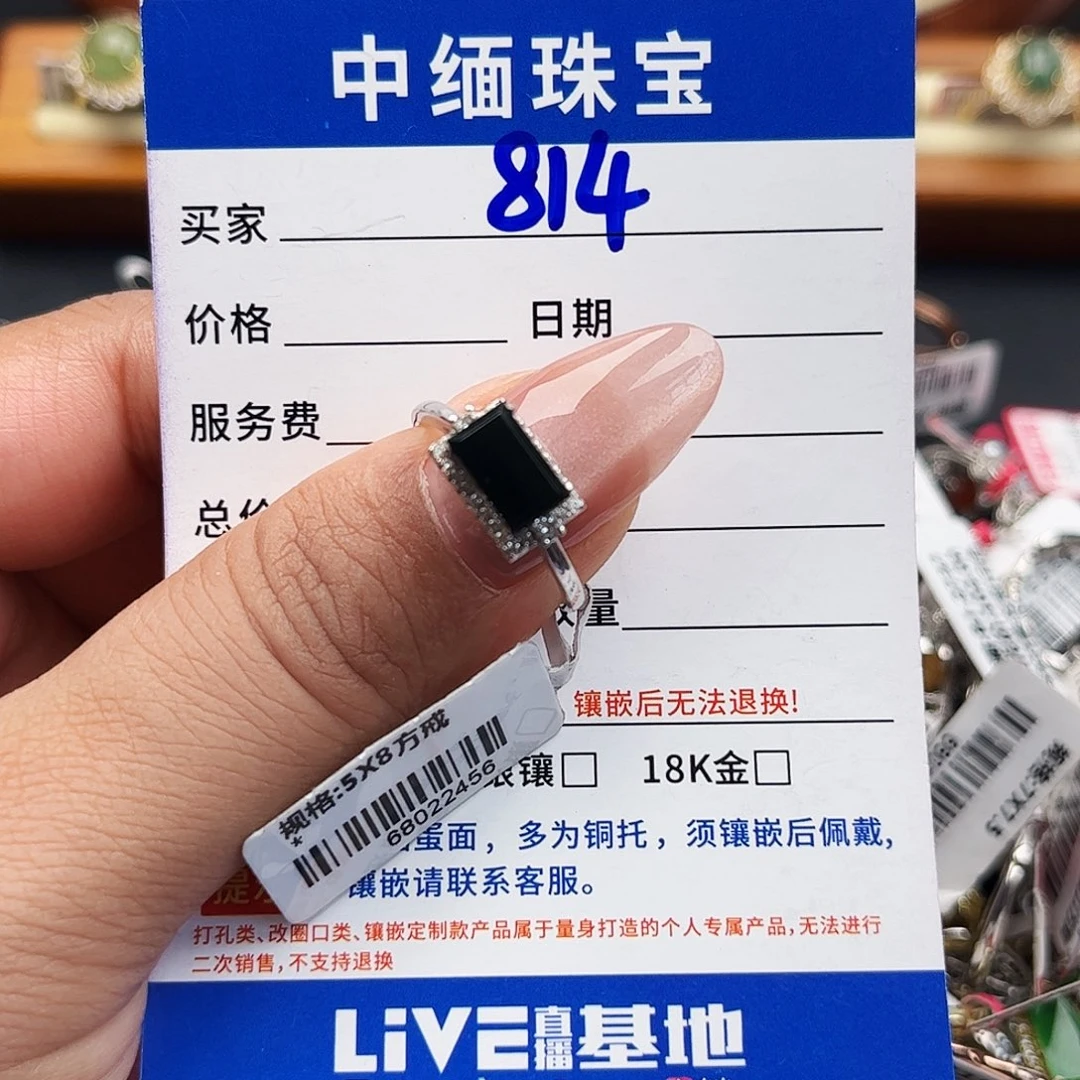 中缅珠宝
814
买家
价格 日期
服务费
总
量
镶嵌后无法退换!
镶□ 18K金□
规格:5X8方戒
*68022456
蛋面，多为铜托，须镶嵌后佩戴，
提 镶嵌请联系客服。
打孔类、改圈口类、镶嵌定制款产品属于量身打造的个人专属产品,无法进行
二次销售,不支持退换
LiVE直播基地